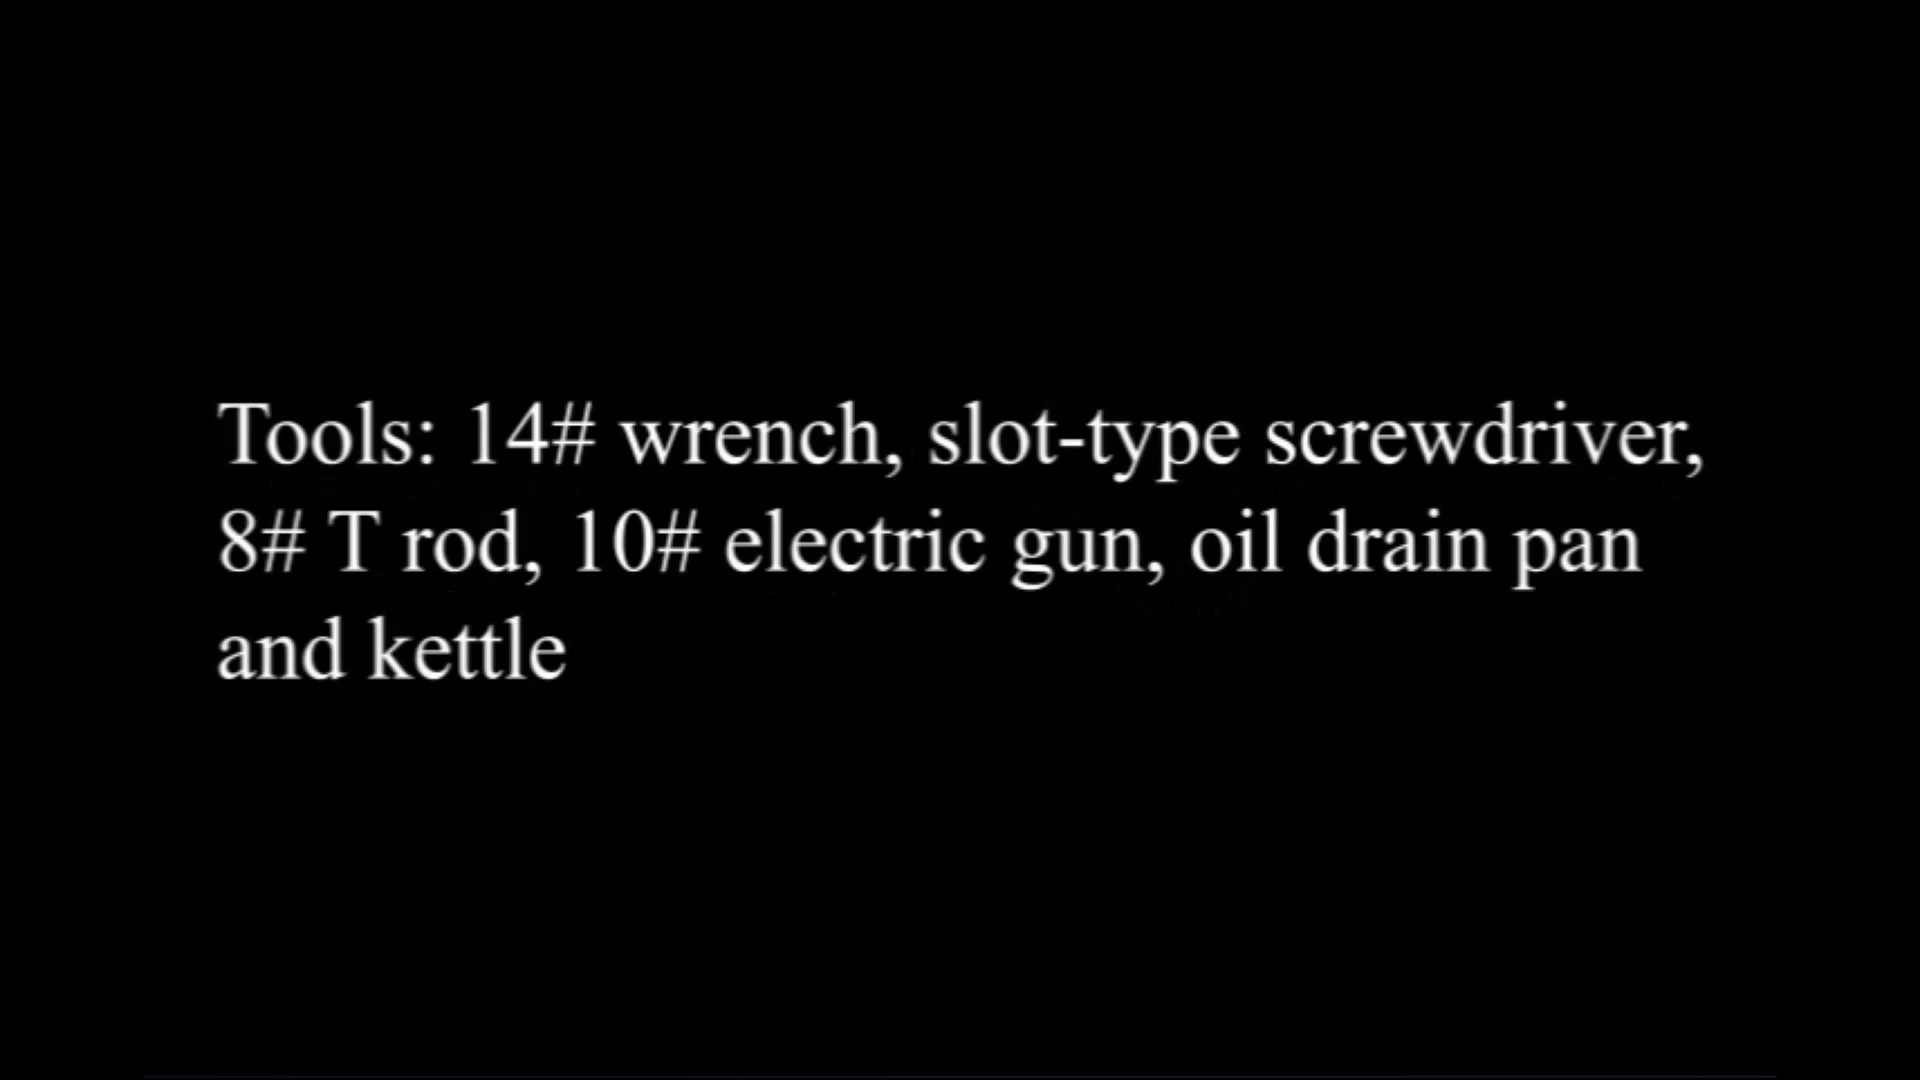 Tools: 14# wrench, slot-type screwdriver,
8# T rod, 10# electric gun, oil drain pan
and kettle